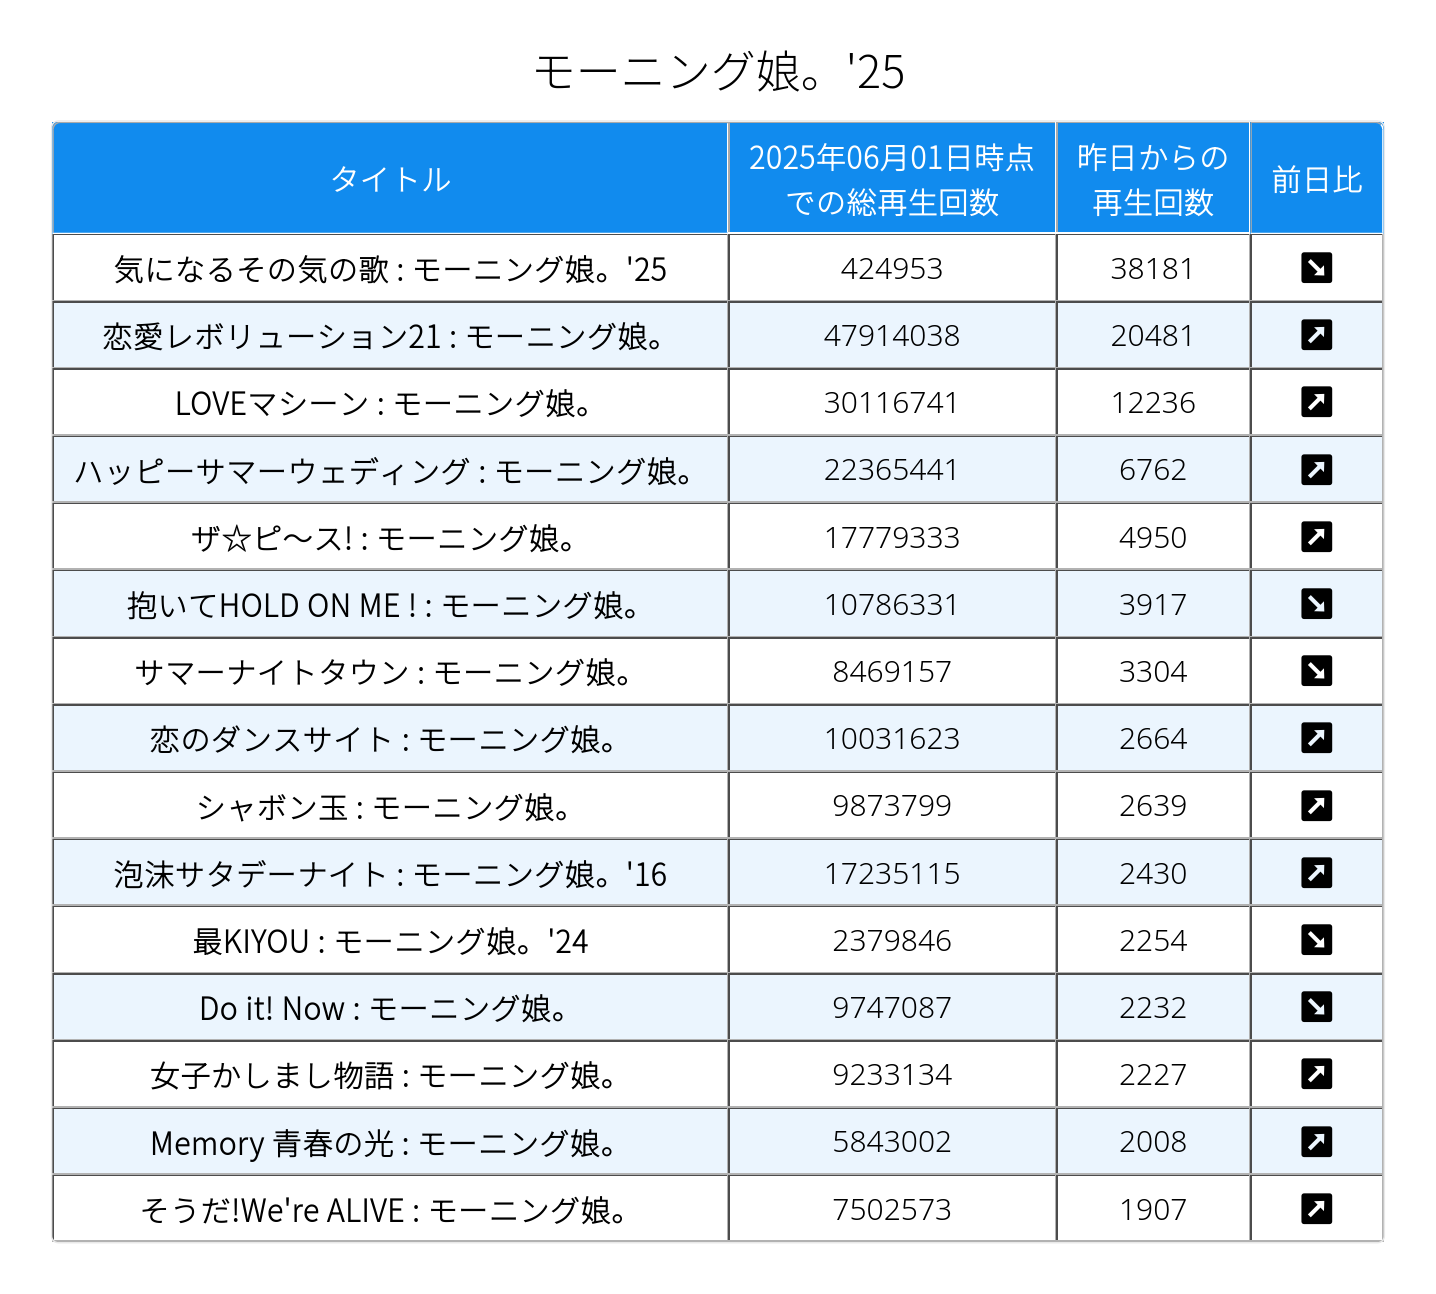 モーニング娘。'25
タイトル 2025年06月01日時点での総再生回数 昨日からの再生回数 前日比
気になるその気の歌 : モーニング娘。'25 424953 38181 ↘
恋愛レボリューション21 : モーニング娘。 47914038 20481 ↗
LOVEマシーン : モーニング娘。 30116741 12236 ↗
ハッピーサマーウェディング : モーニング娘。 22365441 6762 ↗
ザ☆ピ〜ス! : モーニング娘。 17779333 4950 ↗
抱いてHOLD ON ME ! : モーニング娘。 10786331 3917 ↘
サマーナイトタウン : モーニング娘。 8469157 3304 ↘
恋のダンスサイト : モーニング娘。 10031623 2664 ↗
シャボン玉 : モーニング娘。 9873799 2639 ↗
泡沫サタデーナイト : モーニング娘。'16 17235115 2430 ↗
最KIYOU : モーニング娘。'24 2379846 2254 ↘
Do it! Now : モーニング娘。 9747087 2232 ↘
女子かしまし物語 : モーニング娘。 9233134 2227 ↗
Memory 青春の光 : モーニング娘。 5843002 2008 ↗
そうだ!We're ALIVE : モーニング娘。 7502573 1907 ↗